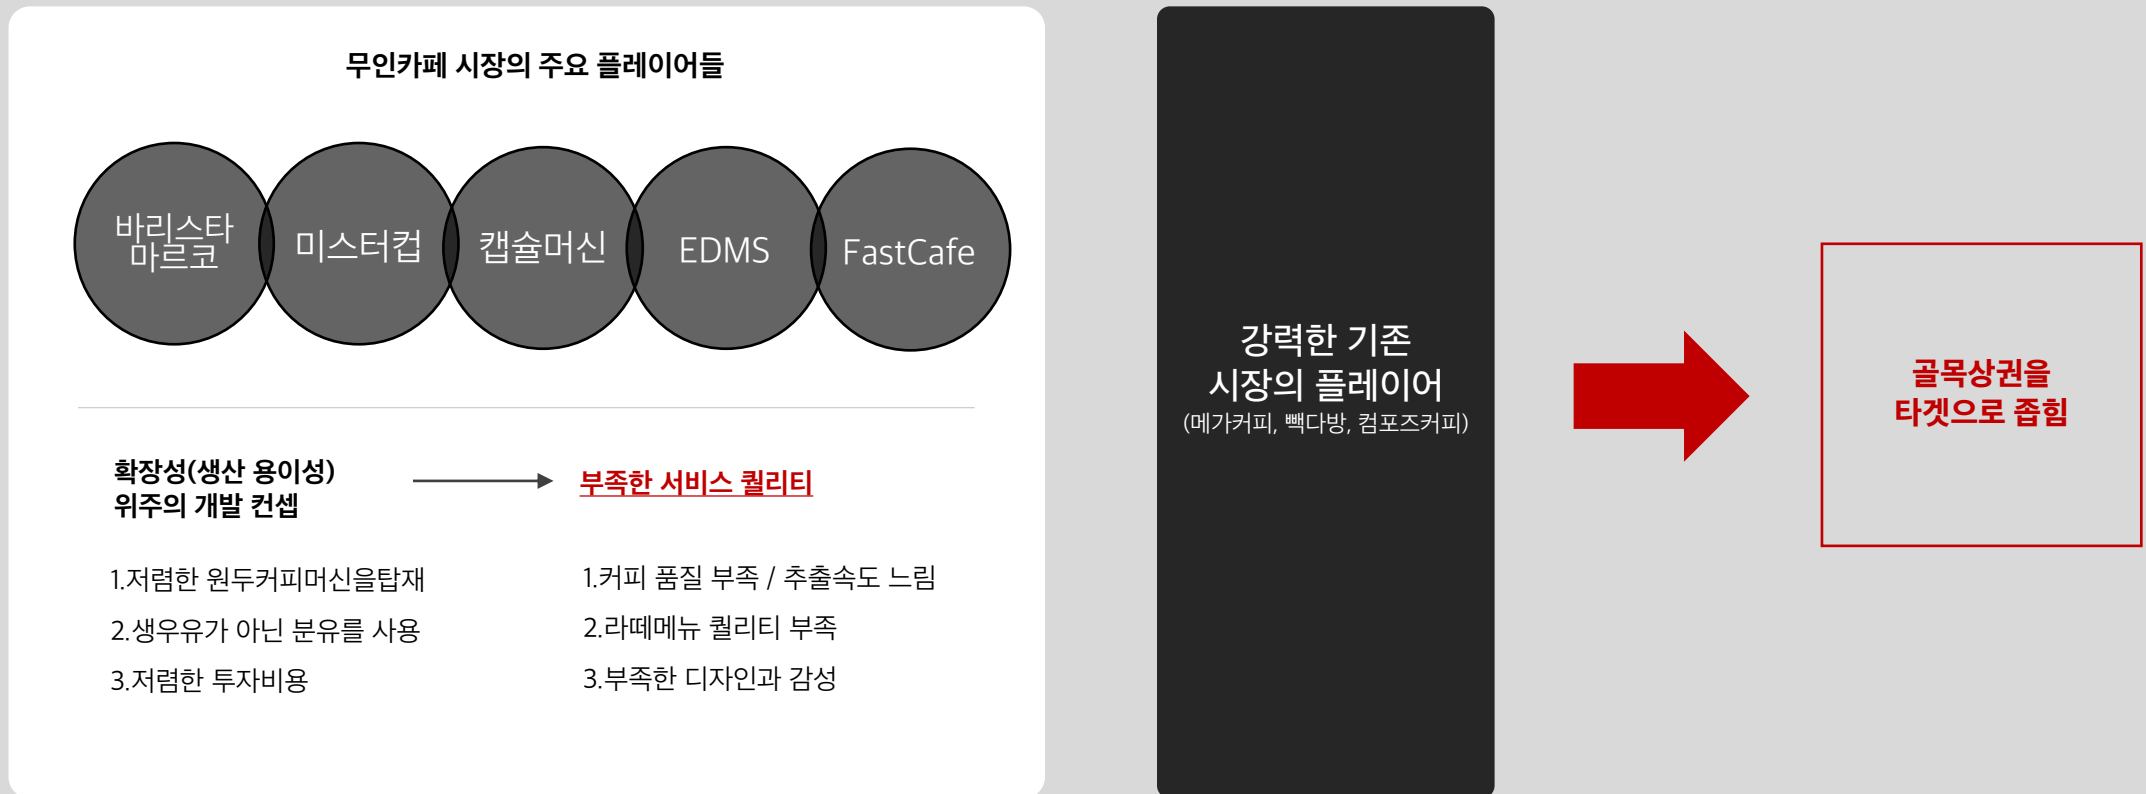 무인카페 시장의 주요 플레이어들
바리스타
마르코
미스터컵
캡슐머신
EDMS
FastCafe
확장성(생산 용이성)
위주의 개발 컨셉
부족한 서비스 퀄리티
1.저렴한 원두커피머신을탑재
2.생우유가 아닌 분유를 사용
3.저렴한 투자비용
1.커피 품질 부족 / 추출속도 느림
2.라떼메뉴 퀄리티 부족
3.부족한 디자인과 감성
강력한 기존
시장의 플레이어
(메가커피, 빽다방, 컴포즈커피)
골목상권을
타겟으로 좁힘